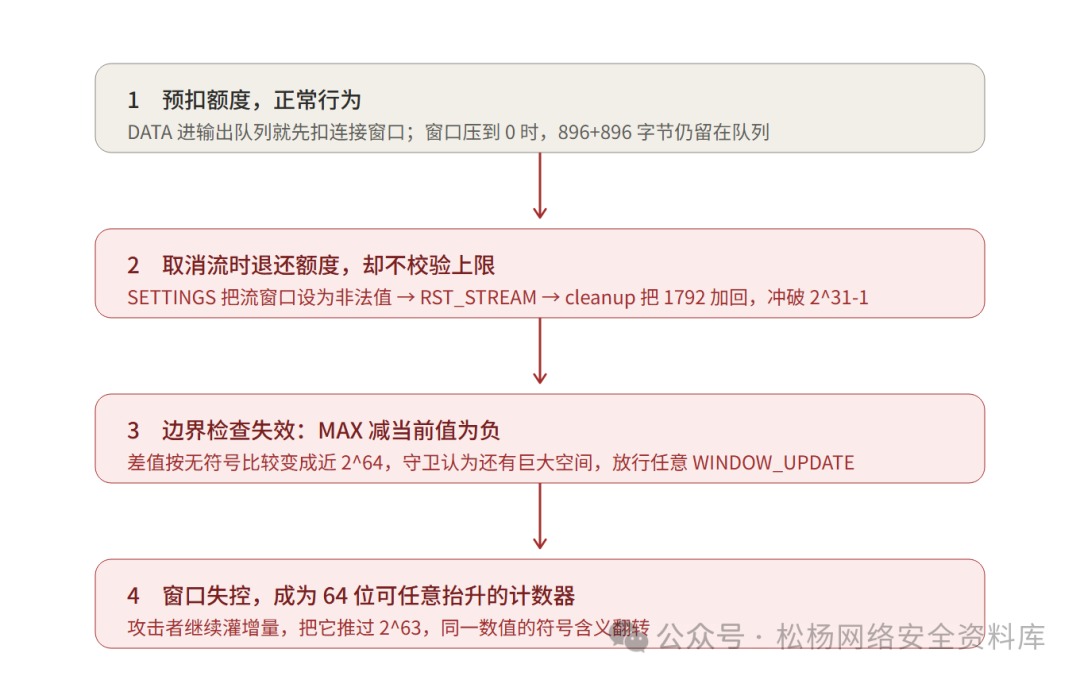 1 预扣额度，正常行为
DATA 进输出队列就先扣连接窗口；窗口压到 0 时，896+896 字节仍留在队列
2 取消流时退还额度，却不校验上限
SETTINGS 把流窗口设为非法值 → RST_STREAM → cleanup 把 1792 加回，冲破 2^31-1
3 边界检查失效：MAX 减当前值为负
差值按无符号比较变成近 2^64，守卫认为还有巨大空间，放行任意 WINDOW_UPDATE
4 窗口失控，成为 64 位可任意抬升的计数器
攻击者继续灌增量，把它推过 2^63，同一数值的符号含义翻转
公众号 · 松杨网络安全资料库